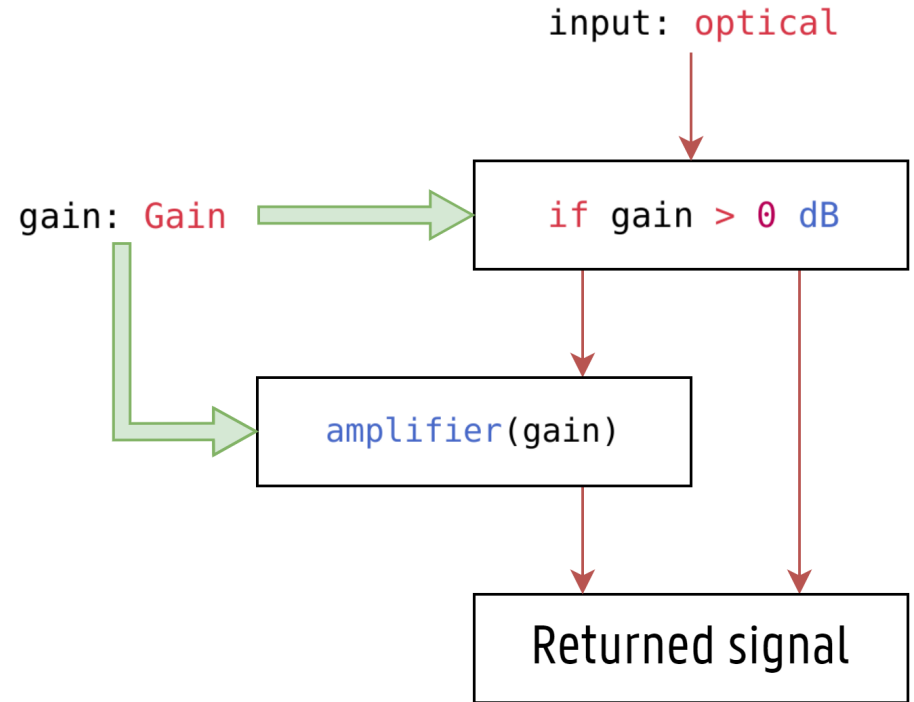 input: optical
gain: Gain
if gain > 0 dB
amplifier(gain)
Returned signal